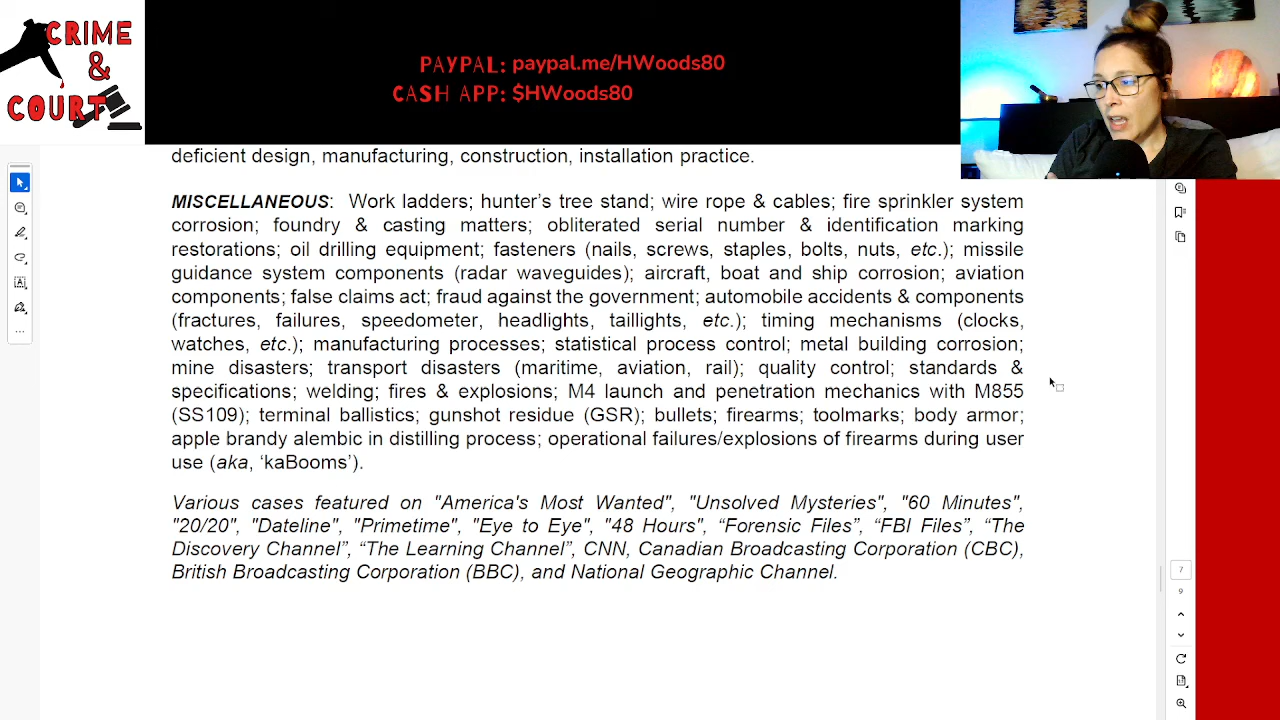 CRIME
&
COURT
PAYPAL: paypal.me/HWoods80
CASH APP: $HWoods80
deficient design, manufacturing, construction, installation practice.
MISCELLANEOUS: Work ladders; hunter's tree stand; wire rope & cables; fire sprinkler system
corrosion; foundry & casting matters; obliterated serial number & identification marking
restorations; oil drilling equipment; fasteners (nails, screws, staples, bolts, nuts, etc.); missile
guidance system components (radar waveguides); aircraft, boat and ship corrosion; aviation
components; false claims act; fraud against the government; automobile accidents & components
(fractures, failures, speedometer, headlights, taillights, etc.); timing mechanisms (clocks,
watches, etc.); manufacturing processes; statistical process control; metal building corrosion;
mine disasters; transport disasters (maritime, aviation, rail); quality control; standards &
specifications; welding; fires & explosions; M4 launch and penetration mechanics with M855
(SS109); terminal ballistics; gunshot residue (GSR); bullets; firearms; toolmarks; body armor;
apple brandy alembic in distilling process; operational failures/explosions of firearms during user
use (aka, 'kaBooms').
Various cases featured on "America's Most Wanted", "Unsolved Mysteries", "60 Minutes",
"20/20", "Dateline", "Primetime", "Eye to Eye", "48 Hours", “Forensic Files”, “FBI Files”, “The
Discovery Channel”, “The Learning Channel”, CNN, Canadian Broadcasting Corporation (CBC),
British Broadcasting Corporation (BBC), and National Geographic Channel.
7
9